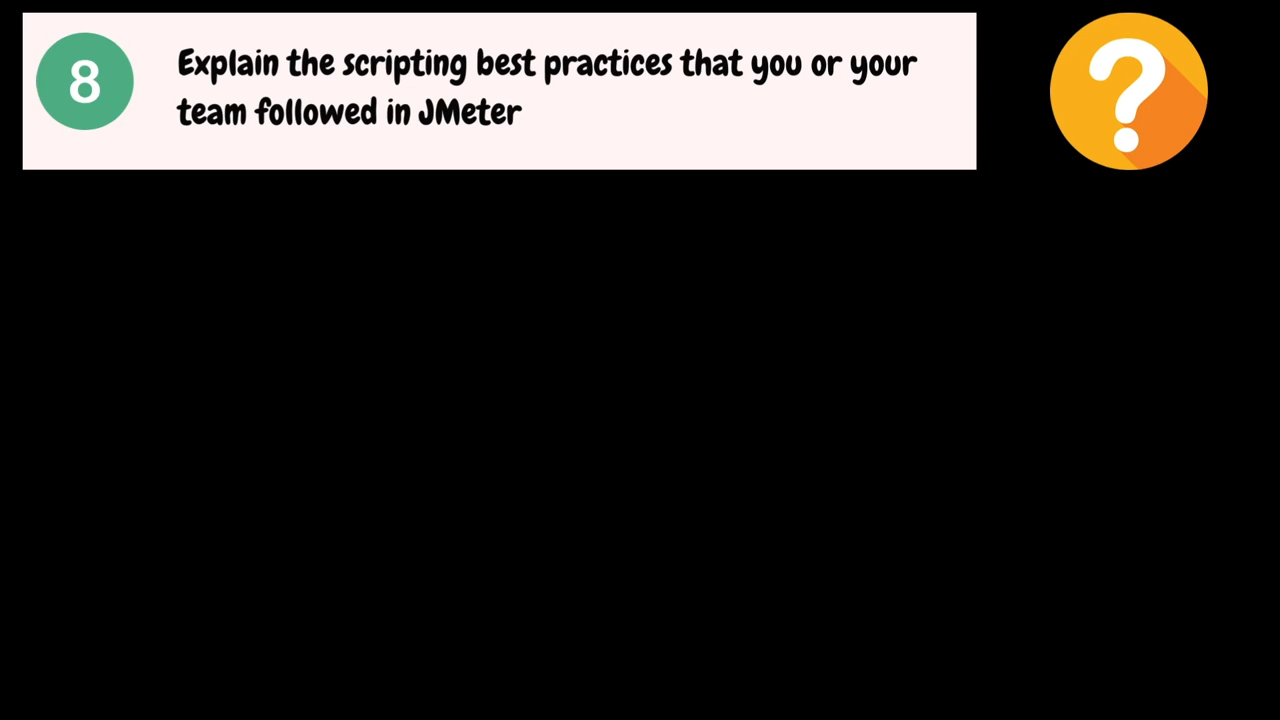 8
Explain the scripting best practices that you or your
team followed in JMeter
?